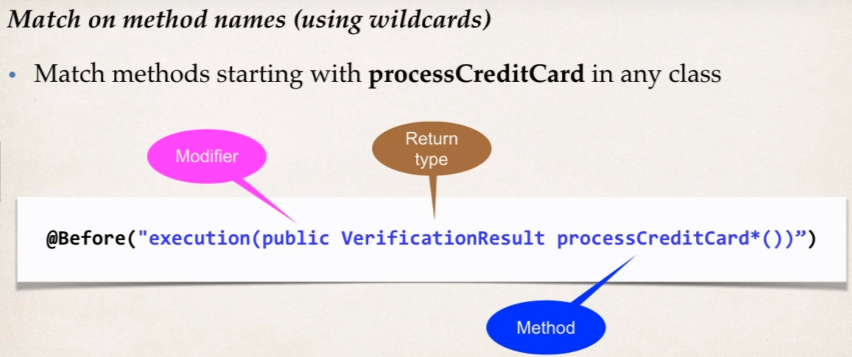 Match on method names (using wildcards)
• Match methods starting with processCreditCard in any class
Modifier
Return
type
@Before("execution(public VerificationResult processCreditCard*())”)
Method